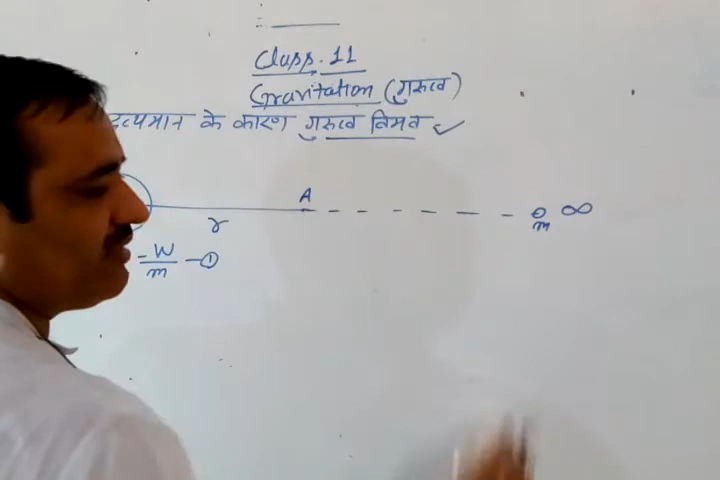 Class. 11
Gravitation (गुरुत्व)
द्रव्यमान के कारण गुरुत्व विभव ✓
A
r
m ∞
-W/m —①